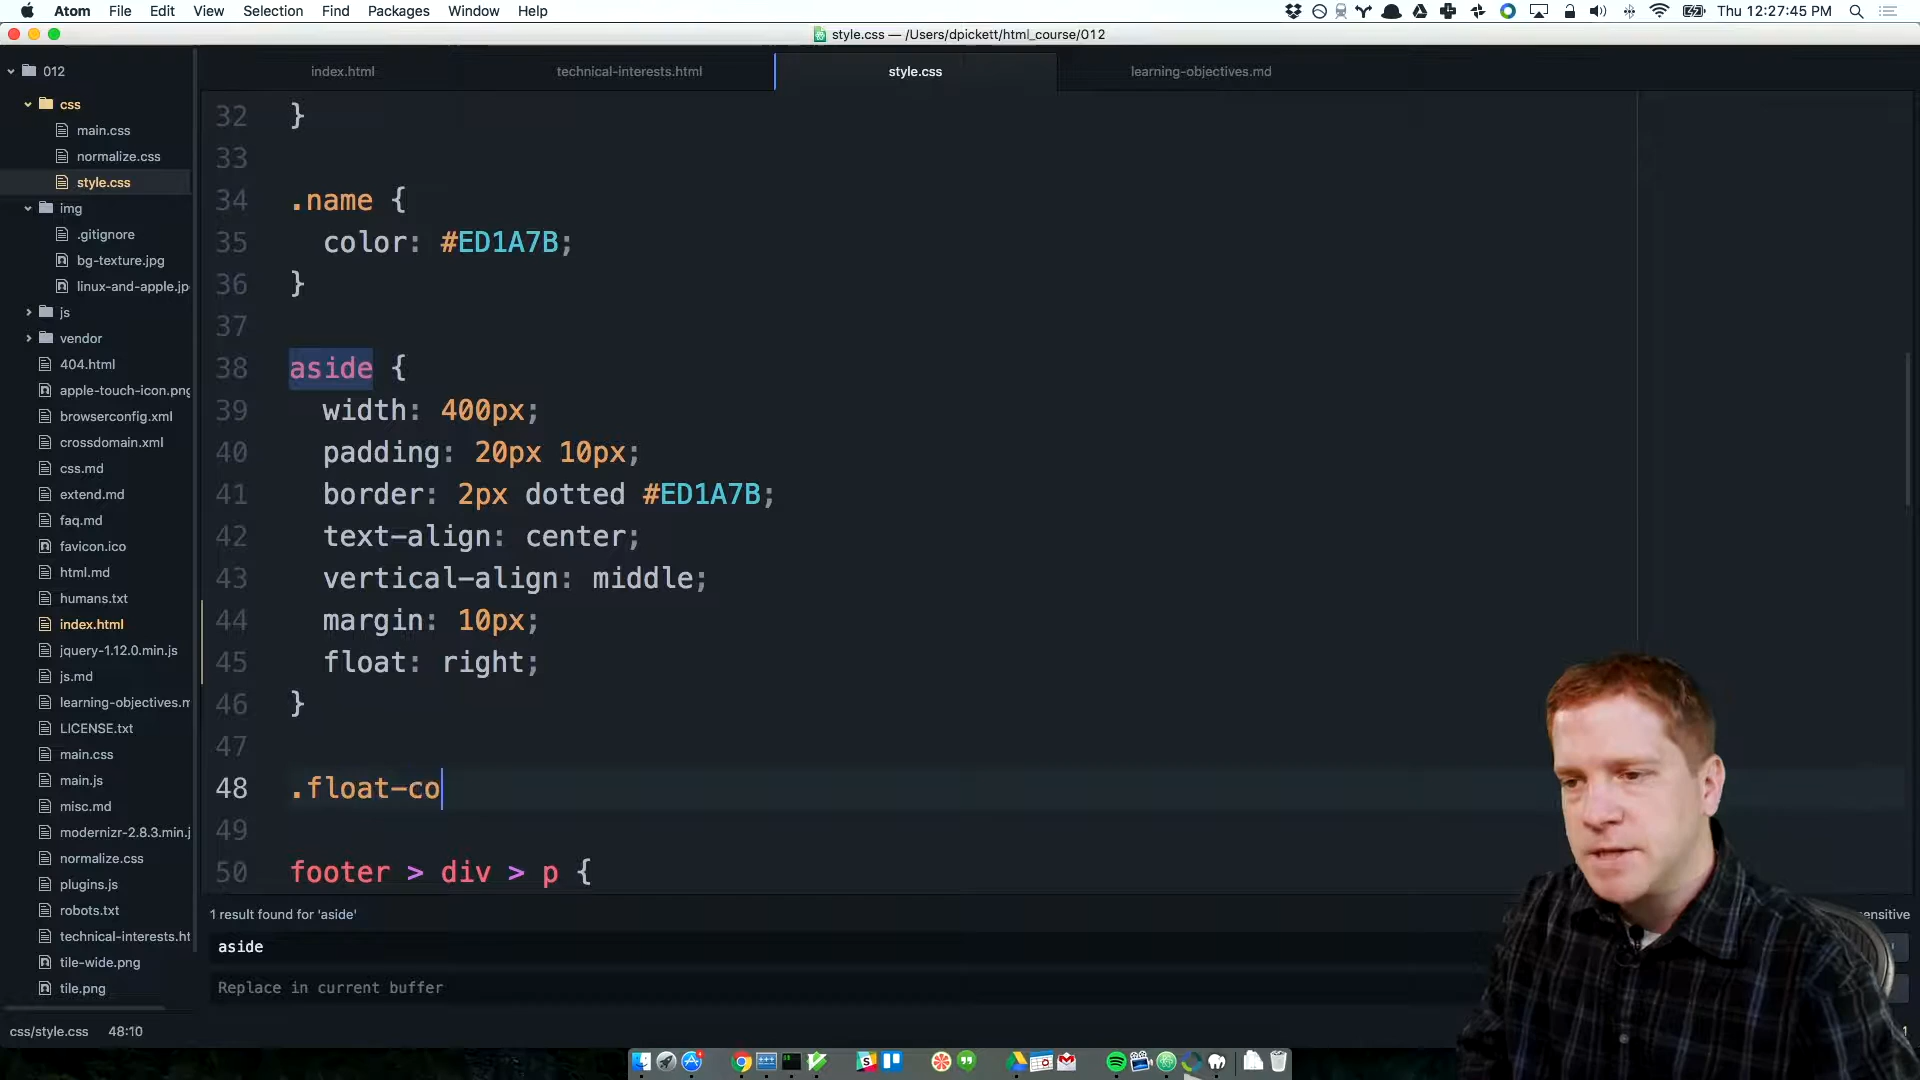 Atom File Edit View Selection Find Packages Window Help
Thu 12:27:45 PM
style.css — /Users/dpickett/html_course/012
index.html
technical-interests.html
style.css
learning-objectives.md
012
css
main.css
normalize.css
style.css
img
.gitignore
bg-texture.jpg
linux-and-apple.jp
js
vendor
404.html
apple-touch-icon.png
browserconfig.xml
crossdomain.xml
css.md
extend.md
faq.md
favicon.ico
html.md
humans.txt
index.html
jquery-1.12.0.min.js
js.md
learning-objectives.m
LICENSE.txt
main.css
main.js
misc.md
modernizr-2.8.3.min.j
normalize.css
plugins.js
robots.txt
technical-interests.ht
tile-wide.png
tile.png
32 }
33
34 .name {
35 color: #ED1A7B;
36 }
37
38 aside {
39 width: 400px;
40 padding: 20px 10px;
41 border: 2px dotted #ED1A7B;
42 text-align: center;
43 vertical-align: middle;
44 margin: 10px;
45 float: right;
46 }
47
48 .float-co
49
50 footer > div > p {
1 result found for 'aside'
ensitive
aside
Replace in current buffer
css/style.css 48:10